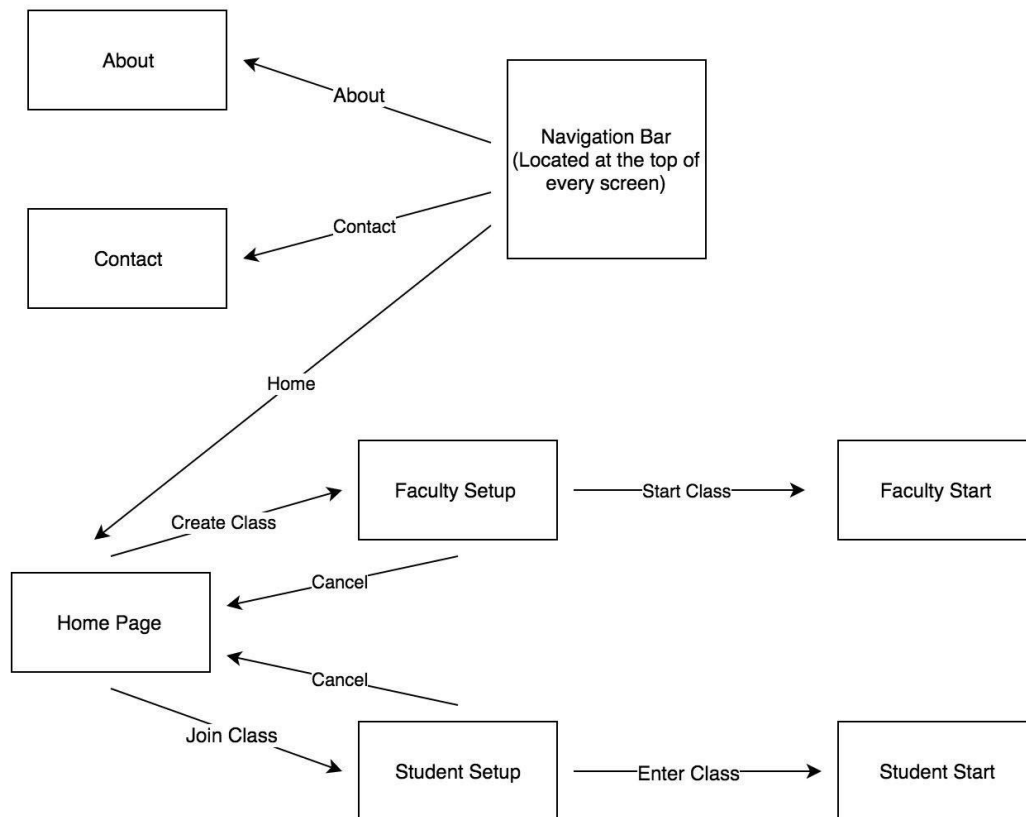 About
About
Navigation Bar
(Located at the top of
every screen)
Contact
Contact
Home
Faculty Setup
Start Class
Faculty Start
Create Class
Cancel
Home Page
Cancel
Join Class
Student Setup
Enter Class
Student Start